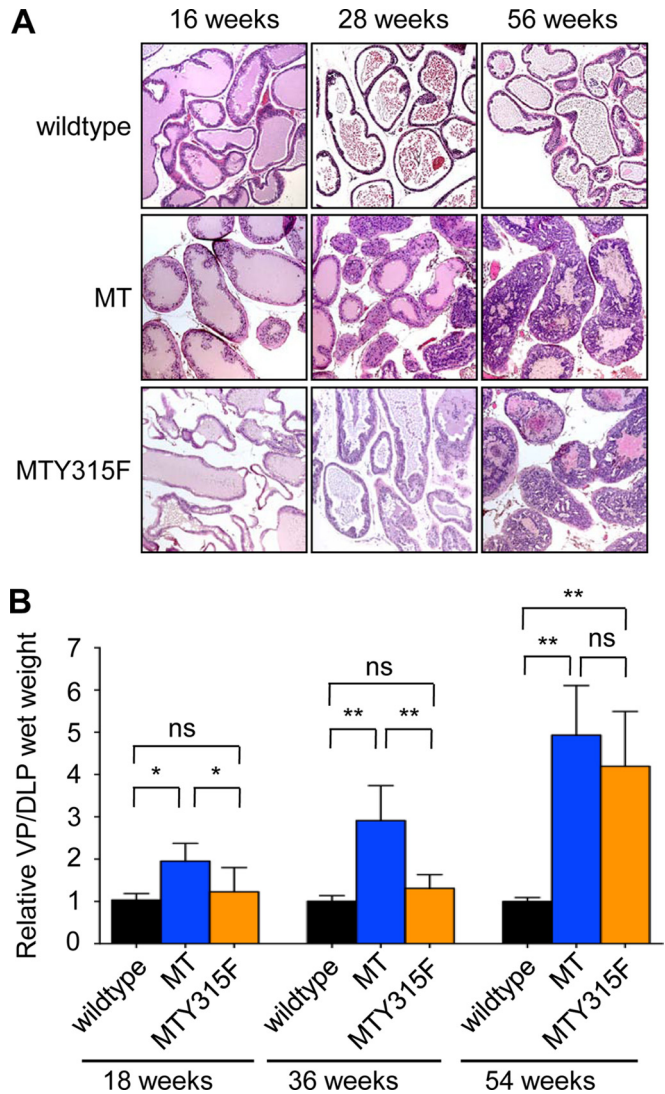 A
16 weeks 28 weeks 56 weeks
wildtype
MT
MTY315F
B
Relative VP/DLP wet weight
7
6
5
4
3
2
1
0
ns
* *
ns
** **
**
** ns
wildtype MT MTY315F wildtype MT MTY315F wildtype MT MTY315F
18 weeks 36 weeks 54 weeks